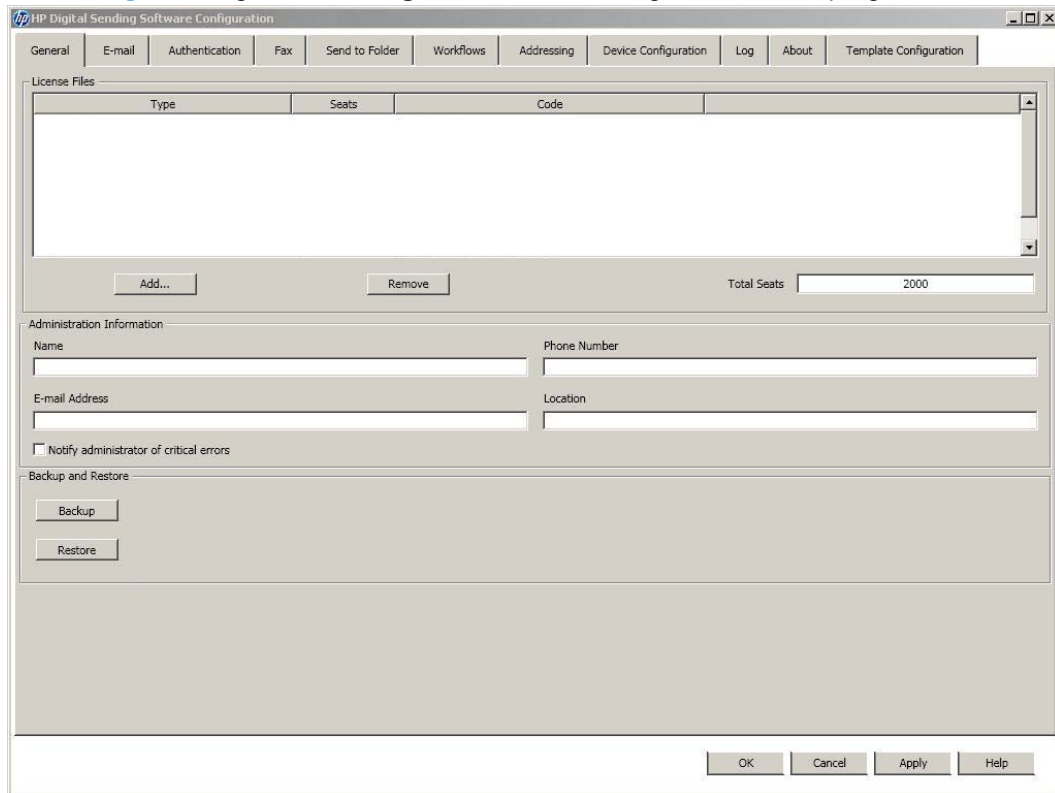 HP Digital Sending Software Configuration
General E-mail Authentication Fax Send to Folder Workflows Addressing Device Configuration Log About Template Configuration
License Files
Type Seats Code
Add... Remove Total Seats 2000
Administration Information
Name Phone Number
E-mail Address Location
Notify administrator of critical errors
Backup and Restore
Backup
Restore
OK Cancel Apply Help